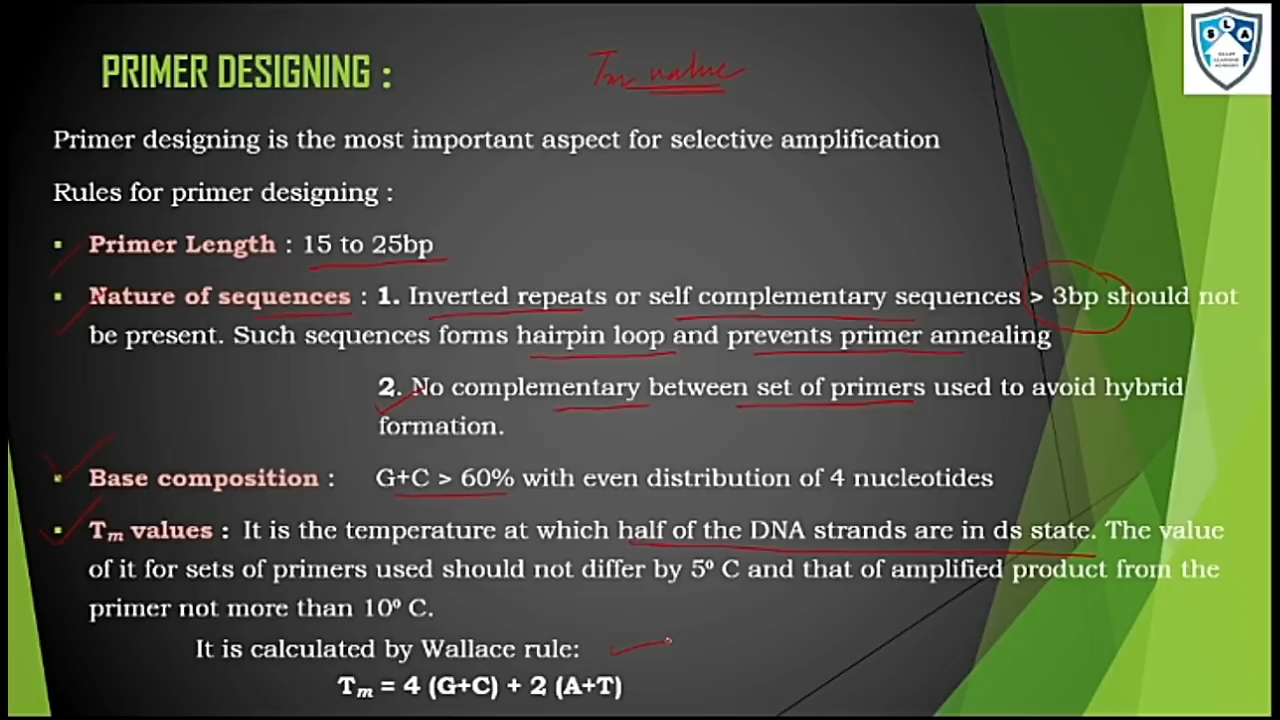 PRIMER DESIGNING :
Tm value
S L A
Primer designing is the most important aspect for selective amplification
Rules for primer designing :
▪ Primer Length : 15 to 25bp
▪ Nature of sequences : 1. Inverted repeats or self complementary sequences > 3bp should not
be present. Such sequences forms hairpin loop and prevents primer annealing
2. No complementary between set of primers used to avoid hybrid
formation.
▪ Base composition : G+C > 60% with even distribution of 4 nucleotides
▪ Tm values : It is the temperature at which half of the DNA strands are in ds state. The value
of it for sets of primers used should not differ by 5⁰ C and that of amplified product from the
primer not more than 10⁰ C.
It is calculated by Wallace rule:
Tm = 4 (G+C) + 2 (A+T)